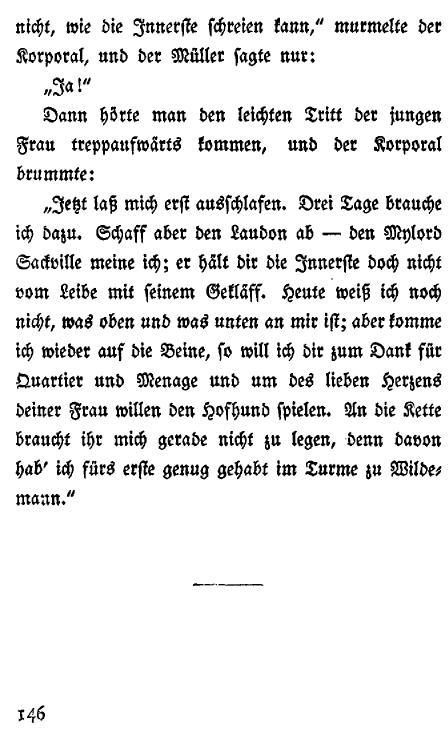 nicht, wie die Innerste schreien kann,“ murmelte der
Korporal, und der Müller sagte nur:
„Ja!“
Dann hörte man den leichten Tritt der jungen
Frau treppaufwärts kommen, und der Korporal
brummte:
„Jetzt laß mich erst ausschlafen. Drei Tage brauche
ich dazu. Schaff aber den Laudon ab — den Mylord
Sackville meine ich; er hält dir die Innerste doch nicht
vom Leibe mit seinem Gekläff. Heute weiß ich noch
nicht, was oben und was unten an mir ist; aber komme
ich wieder auf die Beine, so will ich dir zum Dank für
Quartier und Menage und um des lieben Herzens
deiner Frau willen den Hofhund spielen. An die Kette
braucht ihr mich gerade nicht zu legen, denn davon
hab’ ich fürs erste genug gehabt im Turme zu Wilde-
mann.“
146